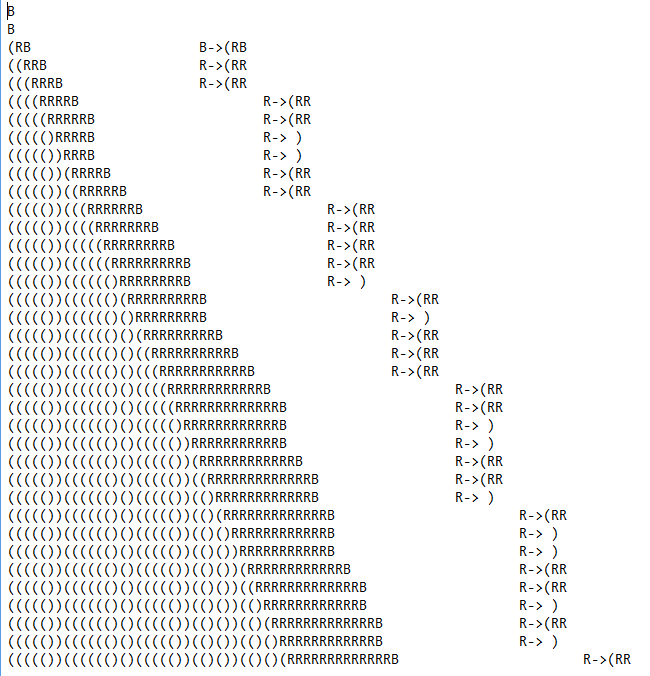 B
B
(RB B->(RB
((RRB R->(RR
(((RRRB R->(RR
((((RRRRB R->(RR
(((((RRRRRB R->(RR
((((()RRRRB R-> )
((((())RRRB R-> )
((((())(RRRRB R->(RR
((((())((RRRRRB R->(RR
((((())(((RRRRRRB R->(RR
((((())((((RRRRRRRB R->(RR
((((())(((((RRRRRRRRB R->(RR
((((())((((((RRRRRRRRRB R->(RR
((((())(((((()RRRRRRRRB R-> )
((((())(((((()(RRRRRRRRRB R->(RR
((((())(((((()()RRRRRRRRB R-> )
((((())(((((()()(RRRRRRRRRB R->(RR
((((())(((((()()((RRRRRRRRRRB R->(RR
((((())(((((()()(((RRRRRRRRRRRB R->(RR
((((())(((((()()((((RRRRRRRRRRRRB R->(RR
((((())(((((()()(((((RRRRRRRRRRRRRB R->(RR
((((())(((((()()((((()RRRRRRRRRRRRB R-> )
((((())(((((()()((((())RRRRRRRRRRRB R-> )
((((())(((((()()((((())(RRRRRRRRRRRRB R->(RR
((((())(((((()()((((())((RRRRRRRRRRRRRB R->(RR
((((())(((((()()((((())(()RRRRRRRRRRRRB R-> )
((((())(((((()()((((())(()(RRRRRRRRRRRRRB R->(RR
((((())(((((()()((((())(()()RRRRRRRRRRRRB R-> )
((((())(((((()()((((())(()())RRRRRRRRRRRB R-> )
((((())(((((()()((((())(()())(RRRRRRRRRRRRB R->(RR
((((())(((((()()((((())(()())((RRRRRRRRRRRRRB R->(RR
((((())(((((()()((((())(()())(()RRRRRRRRRRRRB R-> )
((((())(((((()()((((())(()())(()(RRRRRRRRRRRRRB R->(RR
((((())(((((()()((((())(()())(()()RRRRRRRRRRRRB R-> )
((((())(((((()()((((())(()())(()()(RRRRRRRRRRRRRB R->(RR